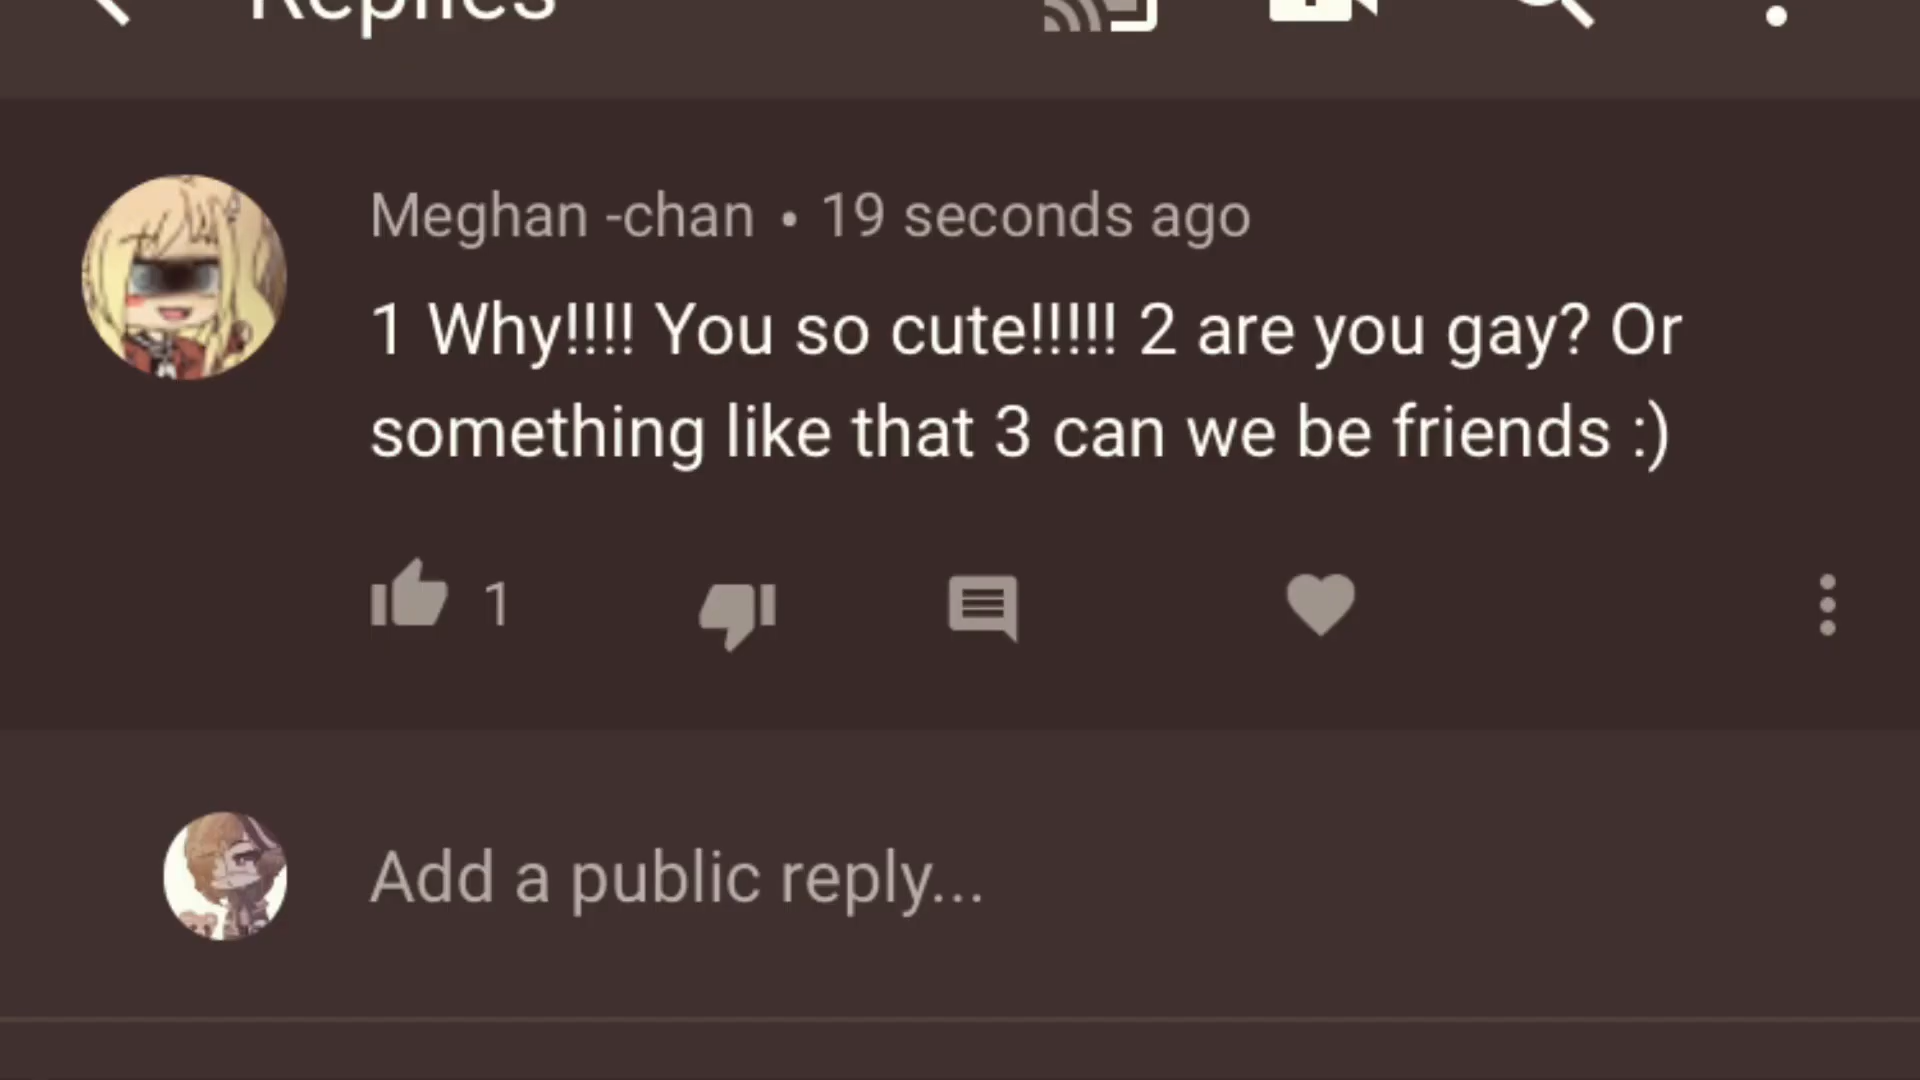 Replies
Meghan -chan • 19 seconds ago
1 Why!!!! You so cute!!!!! 2 are you gay? Or
something like that 3 can we be friends :)
1
Add a public reply...